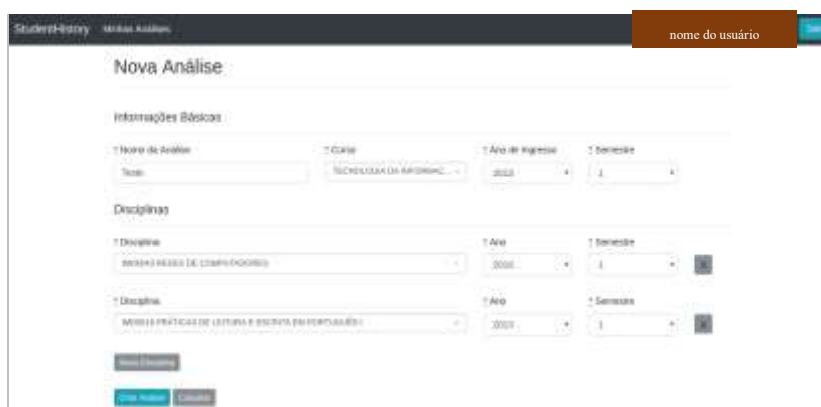 StudentHistory Minhas Análises nome do usuário Sair
Nova Análise
Informações Básicas
* Nome da Análise * Curso * Ano de Ingresso * Semestre
Teste TECNOLOGIA DA INFORMAÇ... 1
Disciplinas
* Disciplina * Ano * Semestre
REDES DE COMPUTADORES 1 X
* Disciplina * Ano * Semestre
PRÁTICAS DE LEITURA E ESCRITA EM PORTUGUÊS I 1 X
Nova Disciplina
Criar Análise Cancelar